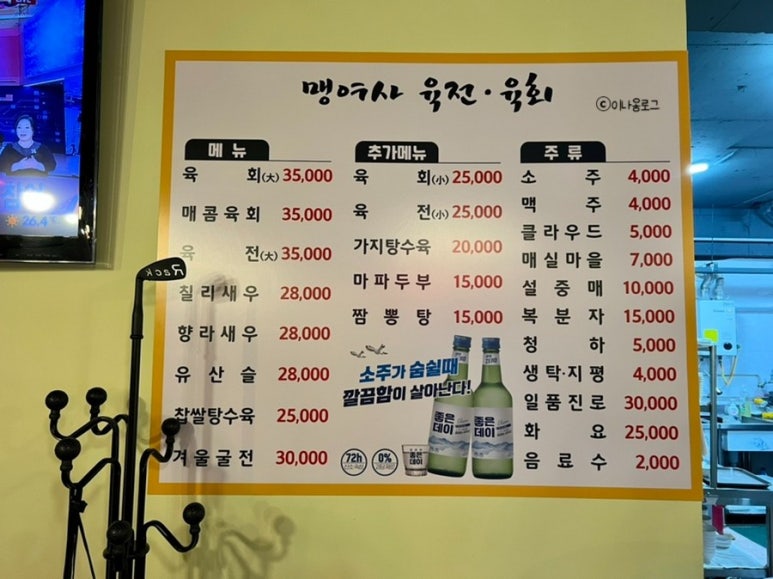 맹여사 육전·육회
ⓒ이나움로그
메뉴
육회(大) 35,000
매콤육회 35,000
육전(大) 35,000
칠리새우 28,000
향라새우 28,000
유산슬 28,000
찹쌀탕수육 25,000
겨울굴전 30,000
추가메뉴
육회(小) 25,000
육전(小) 25,000
가지탕수육 20,000
마파두부 15,000
짬뽕탕 15,000
소주가 숨쉴때
깔끔함이 살아난다!
좋은
데이
좋은
데이
72h
0%
좋은
데이
주류
소주 4,000
맥주 4,000
클라우드 5,000
매실마을 7,000
설중매 10,000
복분자 15,000
청하 5,000
생탁·지평 4,000
일품진로 30,000
화요 25,000
음료수 2,000
26.4
Rack